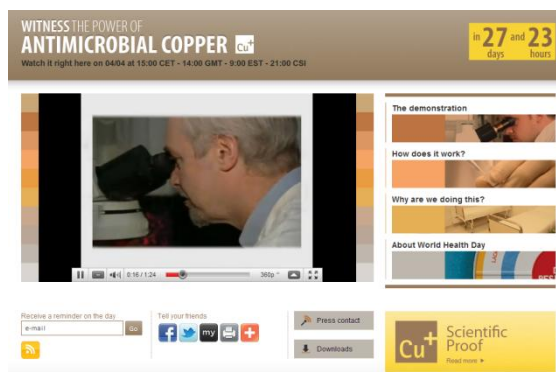 WITNESS THE POWER OF
ANTIMICROBIAL COPPER Cu+
Watch it right here on 04/04 at 15:00 CET - 14:00 GMT - 9:00 EST - 21:00 CSI
in 27 and 23
days hours
The demonstration
How does it work?
Why are we doing this?
About World Health Day
0:16 / 1:24
360p
Receive a reminder on the day
e-mail
Go
Tell your friends
my
Press contact
Downloads
Cu+
Scientific
Proof
Read more